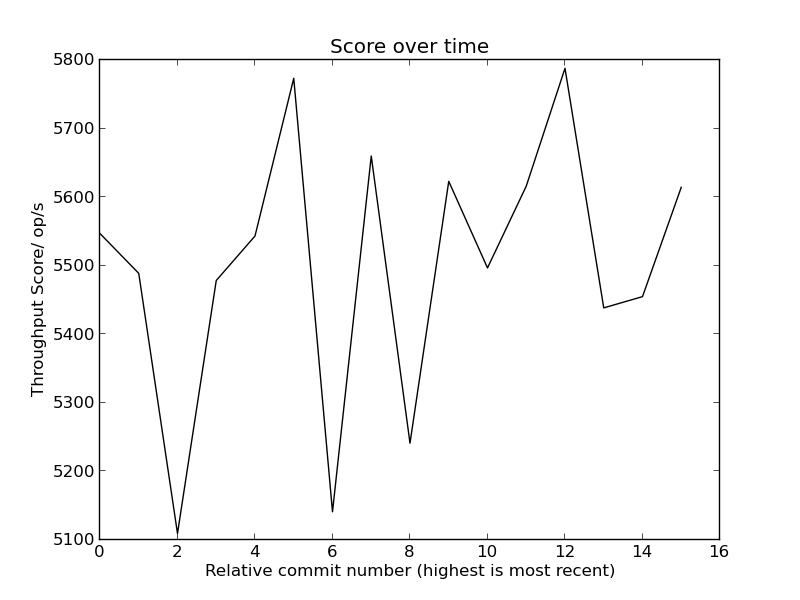 Score over time
5800
5700
5600
5500
5400
5300
5200
5100
Throughput Score/ op/s
0 2 4 6 8 10 12 14 16
Relative commit number (highest is most recent)